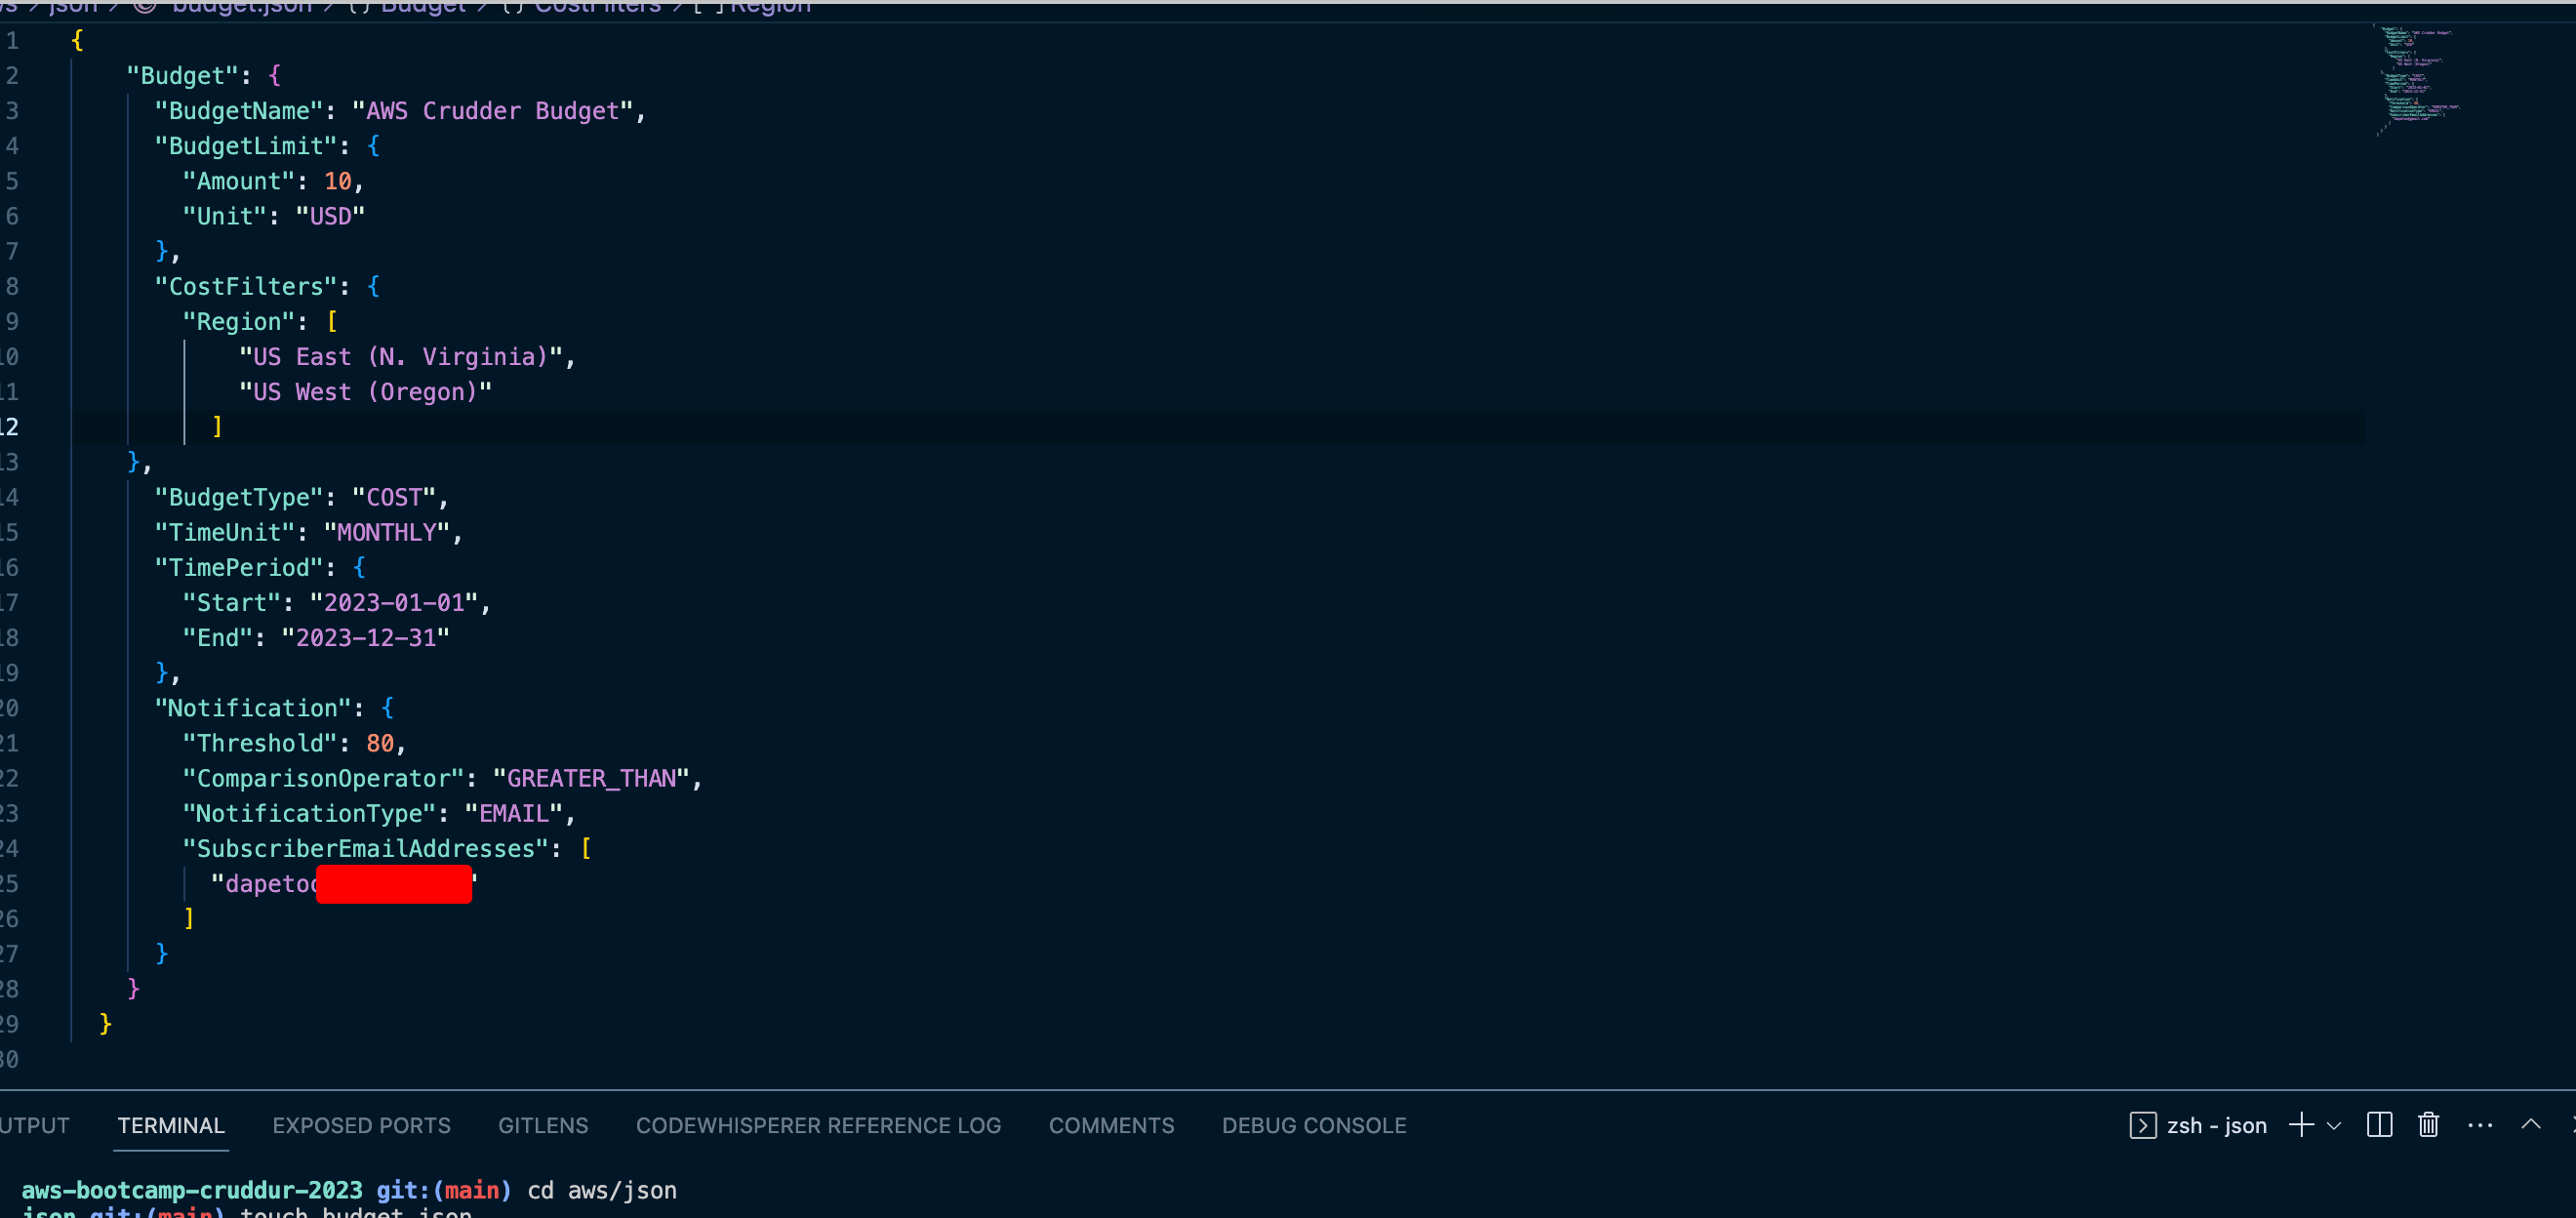 json > budget.json > {} Budget > {} CostFilters > [ ] Region
1 {
2 "Budget": {
3 "BudgetName": "AWS Crudder Budget",
4 "BudgetLimit": {
5 "Amount": 10,
6 "Unit": "USD"
7 },
8 "CostFilters": {
9 "Region": [
10 "US East (N. Virginia)",
11 "US West (Oregon)"
12 ]
13 },
14 "BudgetType": "COST",
15 "TimeUnit": "MONTHLY",
16 "TimePeriod": {
17 "Start": "2023-01-01",
18 "End": "2023-12-31"
19 },
20 "Notification": {
21 "Threshold": 80,
22 "ComparisonOperator": "GREATER_THAN",
23 "NotificationType": "EMAIL",
24 "SubscriberEmailAddresses": [
25 "dapeto
26 ]
27 }
28 }
29 }
30
UTPUT TERMINAL EXPOSED PORTS GITLENS CODEWHISPERER REFERENCE LOG COMMENTS DEBUG CONSOLE zsh - json
aws-bootcamp-cruddur-2023 git:(main) cd aws/json
json git:(main) touch budget.json